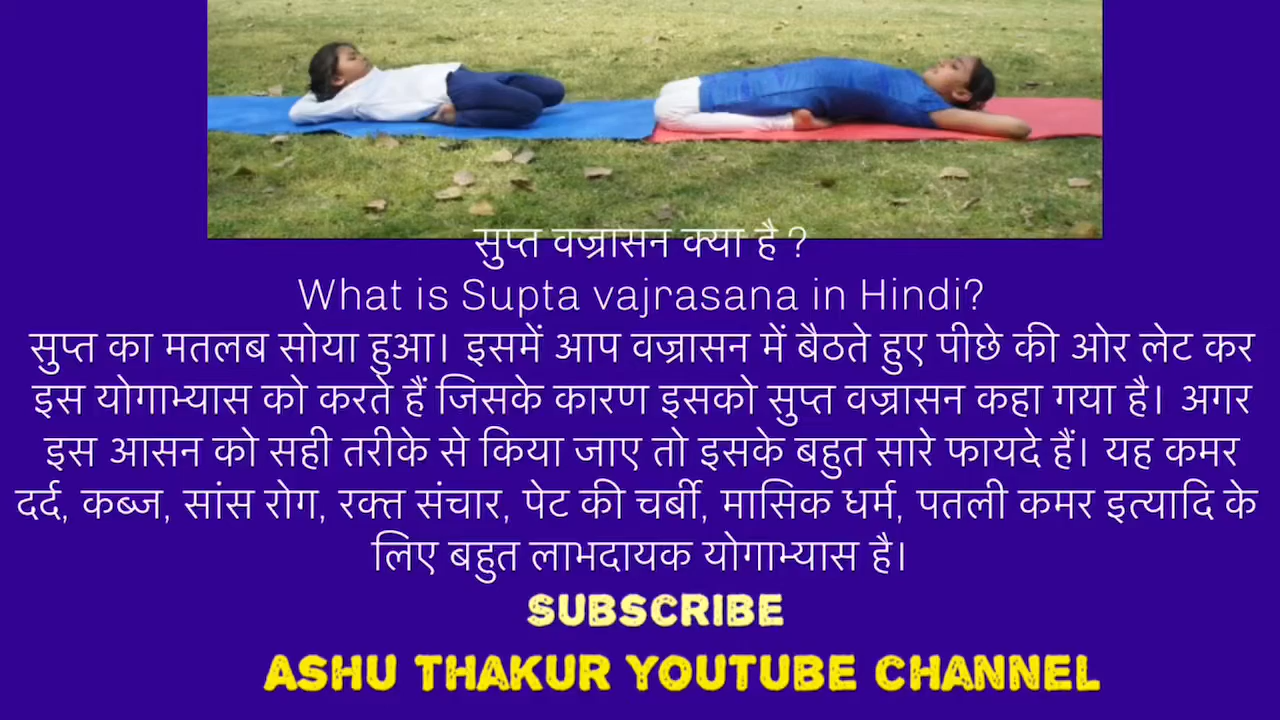 सुप्त वज्रासन क्या है ?
What is Supta vajrasana in Hindi?
सुप्त का मतलब सोया हुआ। इसमें आप वज्रासन में बैठते हुए पीछे की ओर लेट कर
इस योगाभ्यास को करते हैं जिसके कारण इसको सुप्त वज्रासन कहा गया है। अगर
इस आसन को सही तरीके से किया जाए तो इसके बहुत सारे फायदे हैं। यह कमर
दर्द, कब्ज, सांस रोग, रक्त संचार, पेट की चर्बी, मासिक धर्म, पतली कमर इत्यादि के
लिए बहुत लाभदायक योगाभ्यास है।
SUBSCRIBE
ASHU THAKUR YOUTUBE CHANNEL